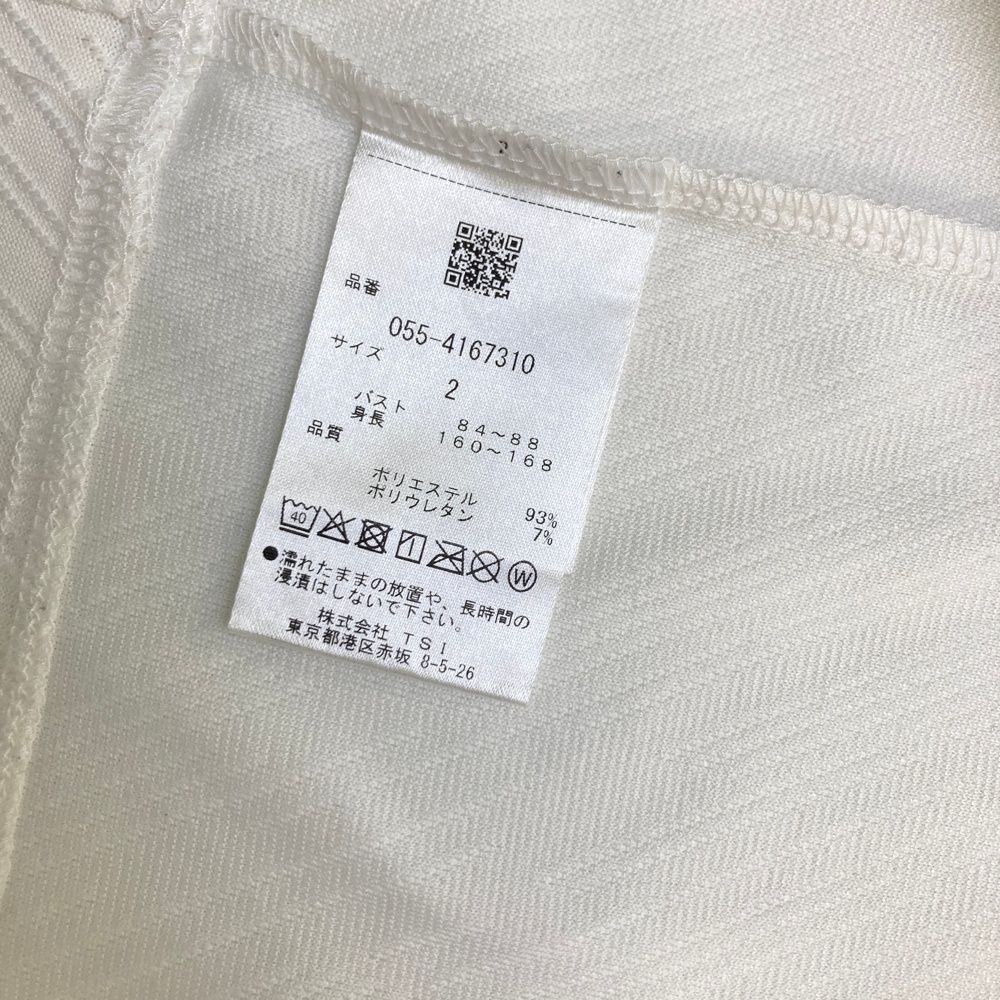 品番
055-4167310
サイズ
2
バスト 84～88
身長 160～168
品質
ポリエステル 93%
ポリウレタン 7%
40 W
●濡れたままの放置や、長時間の
浸漬はしないで下さい。
株式会社 TSI
東京都港区赤坂 8-5-26